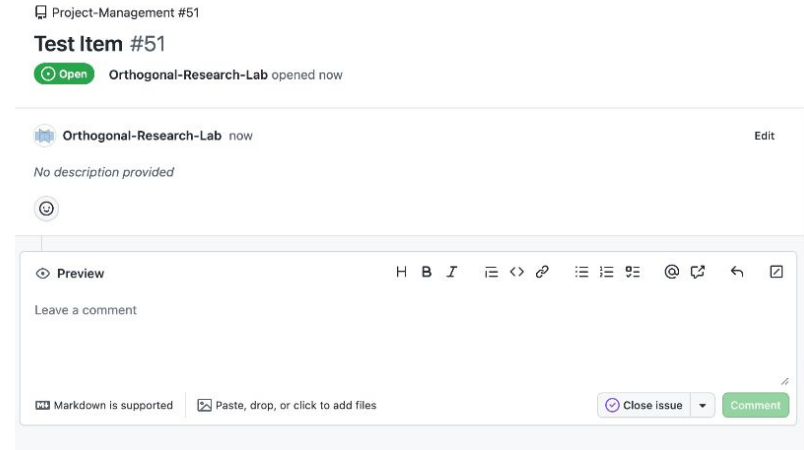 Project-Management #51
Test Item #51
Open Orthogonal-Research-Lab opened now
Orthogonal-Research-Lab now Edit
No description provided
Preview H B I
Leave a comment
Markdown is supported Paste, drop, or click to add files Close issue Comment